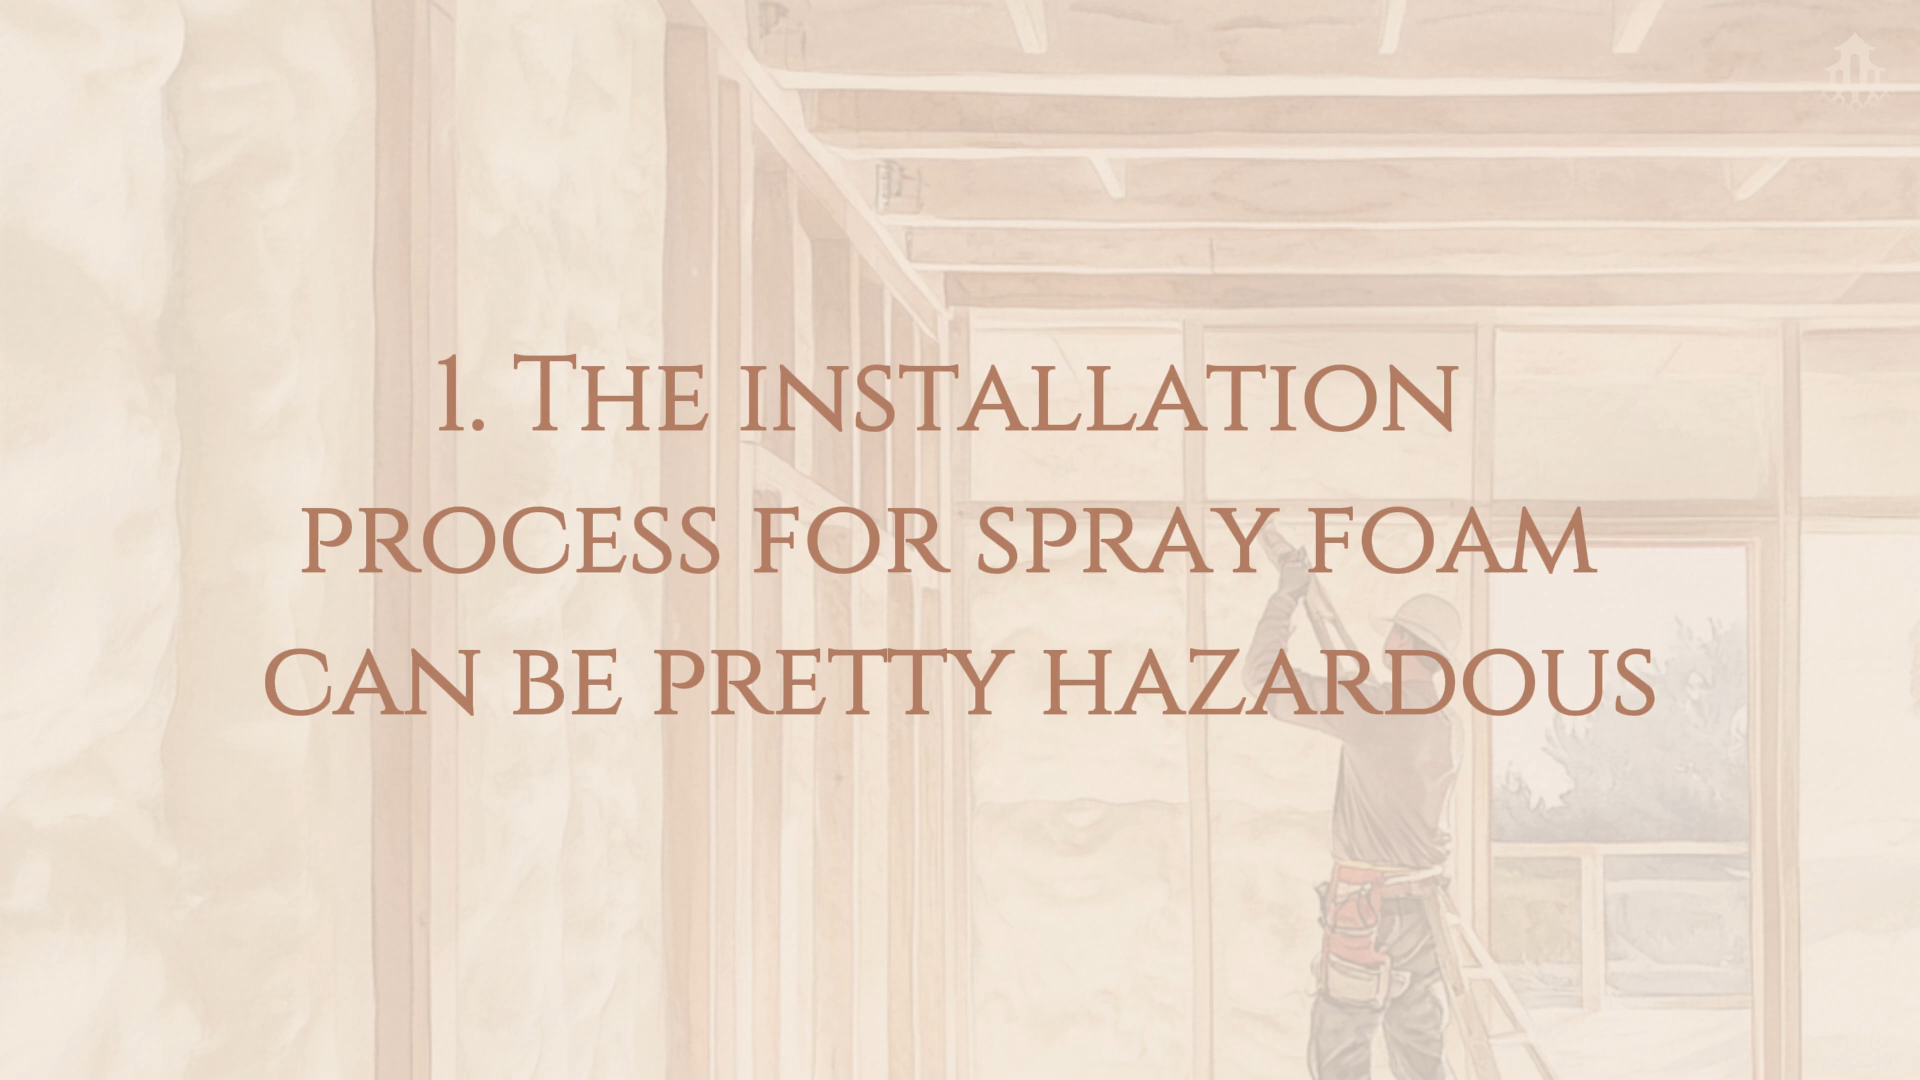 1. The installation
process for spray foam
can be pretty hazardous